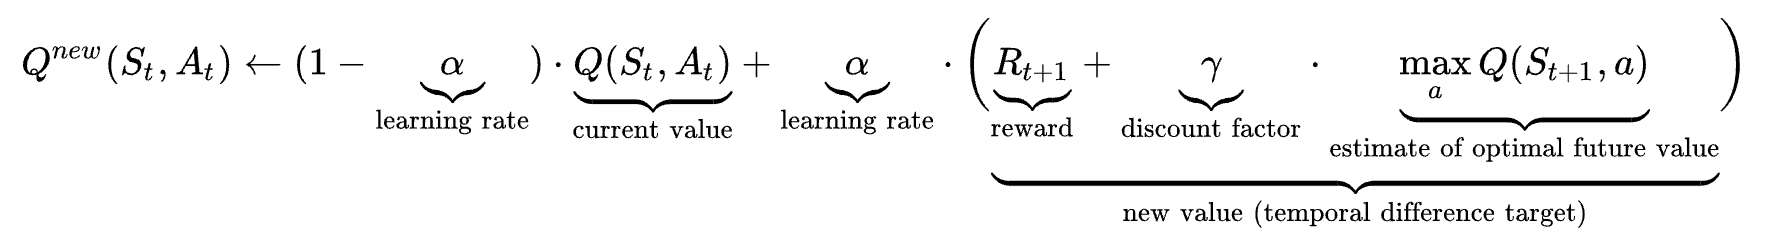 Q^{new}(S_t, A_t) ← (1 − α) · Q(S_t, A_t) + α · (R_{t+1} + γ · max_a Q(S_{t+1}, a))
learning rate current value learning rate reward discount factor estimate of optimal future value
new value (temporal difference target)